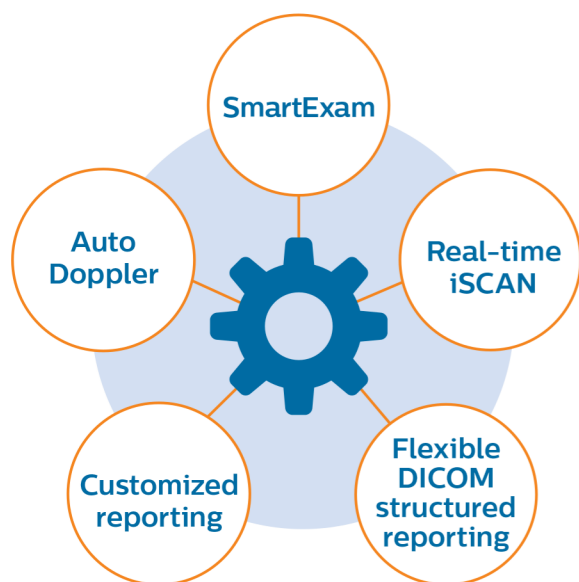 SmartExam
Auto
Doppler
Real-time
iSCAN
Customized
reporting
Flexible
DICOM
structured
reporting